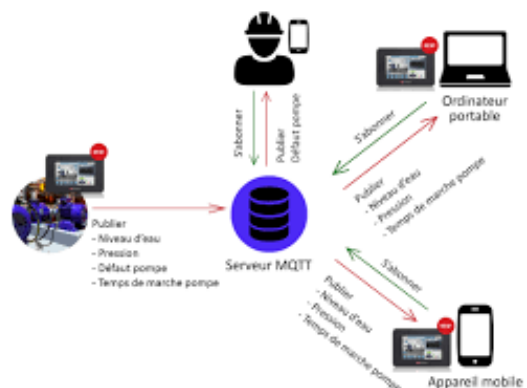 S'abonner
Publier
Défaut pompe
Ordinateur
portable
S'abonner
Publier
- Niveau d'eau
- Pression
- Temps de marche pompe
Publier
- Niveau d'eau
- Pression
- Défaut pompe
- Temps de marche pompe
Serveur MQTT
S'abonner
Publier
- Niveau d'eau
- Pression
- Temps de marche pompe
Appareil mobile